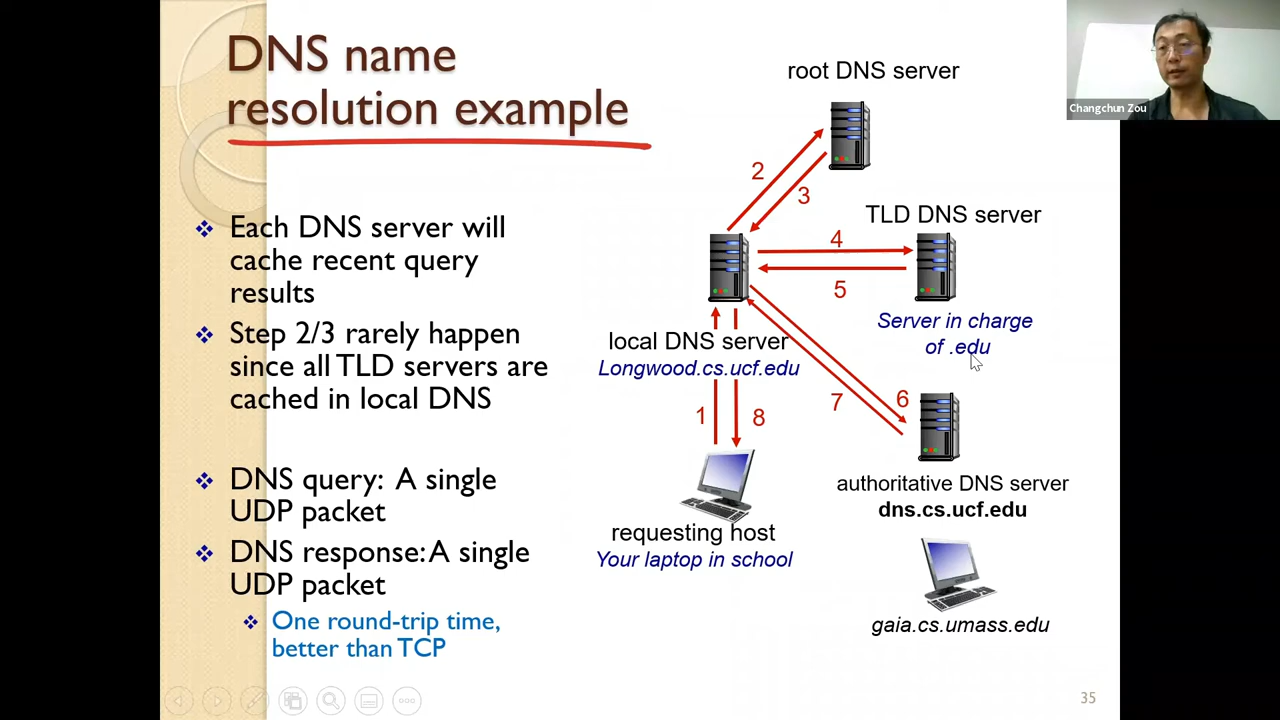 DNS name
resolution example
Each DNS server will
cache recent query
results
Step 2/3 rarely happen
since all TLD servers are
cached in local DNS
DNS query: A single
UDP packet
DNS response: A single
UDP packet
One round-trip time,
better than TCP
root DNS server
2
3
TLD DNS server
4
5
Server in charge
of .edu
local DNS server
Longwood.cs.ucf.edu
1
8
7
6
authoritative DNS server
dns.cs.ucf.edu
requesting host
Your laptop in school
gaia.cs.umass.edu
35
Changchun Zou